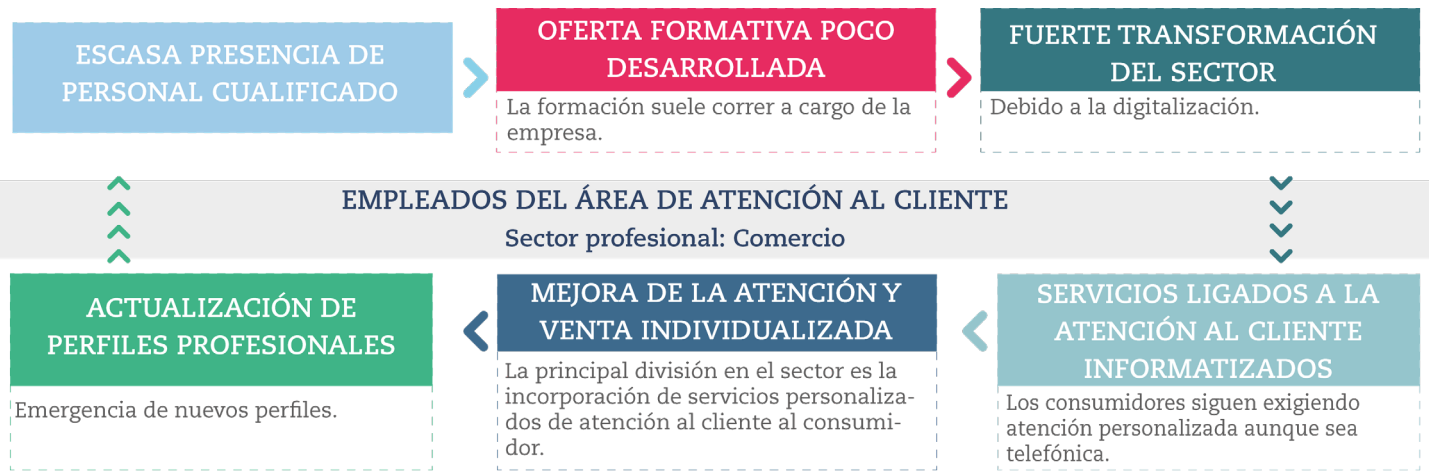 ESCASA PRESENCIA DE
PERSONAL CUALIFICADO
OFERTA FORMATIVA POCO
DESARROLLADA
La formación suele correr a cargo de la
empresa.
FUERTE TRANSFORMACIÓN
DEL SECTOR
Debido a la digitalización.
EMPLEADOS DEL ÁREA DE ATENCIÓN AL CLIENTE
Sector profesional: Comercio
ACTUALIZACIÓN DE
PERFILES PROFESIONALES
Emergencia de nuevos perfiles.
MEJORA DE LA ATENCIÓN Y
VENTA INDIVIDUALIZADA
La principal división en el sector es la
incorporación de servicios personaliza-
dos de atención al cliente al consumi-
dor.
SERVICIOS LIGADOS A LA
ATENCIÓN AL CLIENTE
INFORMATIZADOS
Los consumidores siguen exigiendo
atención personalizada aunque sea
telefónica.